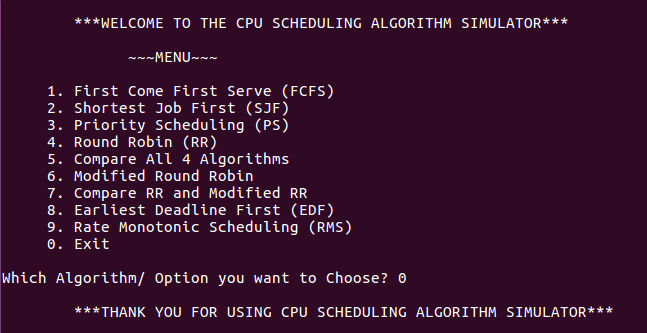 ***WELCOME TO THE CPU SCHEDULING ALGORITHM SIMULATOR***
~~~MENU~~~
1. First Come First Serve (FCFS)
2. Shortest Job First (SJF)
3. Priority Scheduling (PS)
4. Round Robin (RR)
5. Compare All 4 Algorithms
6. Modified Round Robin
7. Compare RR and Modified RR
8. Earliest Deadline First (EDF)
9. Rate Monotonic Scheduling (RMS)
0. Exit
Which Algorithm/ Option you want to Choose? 0
***THANK YOU FOR USING CPU SCHEDULING ALGORITHM SIMULATOR***